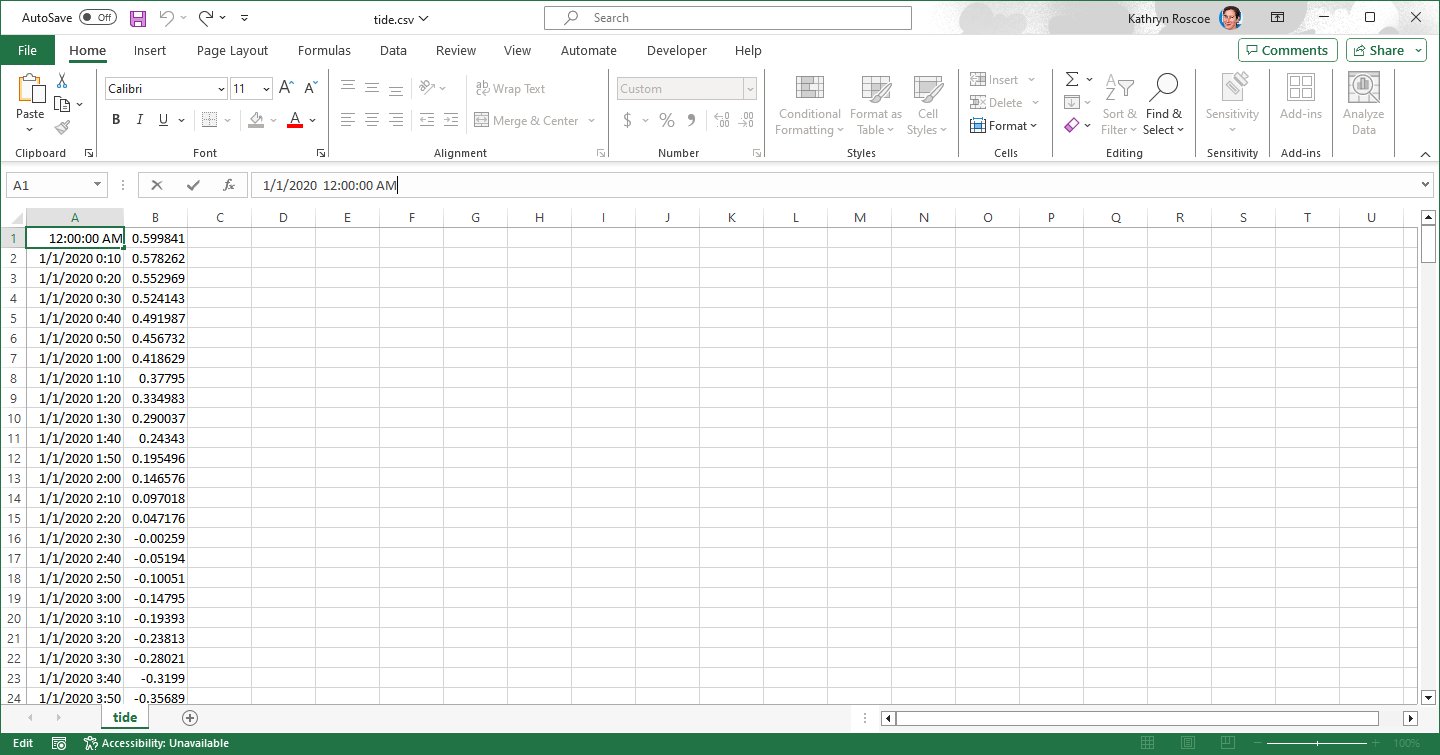 AutoSave Off tide.csv Search Kathryn Roscoe
File Home Insert Page Layout Formulas Data Review View Automate Developer Help Comments Share
Paste
Clipboard
Calibri 11
B I U A
Font
ab Wrap Text
Merge & Center
Alignment
Custom
$ % 9
Number
Conditional Formatting
Format as Table
Cell Styles
Styles
Insert
Delete
Format
Cells
Sort & Filter
Find & Select
Editing
Sensitivity
Sensitivity
Add-ins
Add-ins
Analyze Data
A1 fx 1/1/2020 12:00:00 AM
A B C D E F G H I J K L M N O P Q R S T U
1 12:00:00 AM 0.599841
2 1/1/2020 0:10 0.578262
3 1/1/2020 0:20 0.552969
4 1/1/2020 0:30 0.524143
5 1/1/2020 0:40 0.491987
6 1/1/2020 0:50 0.456732
7 1/1/2020 1:00 0.418629
8 1/1/2020 1:10 0.37795
9 1/1/2020 1:20 0.334983
10 1/1/2020 1:30 0.290037
11 1/1/2020 1:40 0.24343
12 1/1/2020 1:50 0.195496
13 1/1/2020 2:00 0.146576
14 1/1/2020 2:10 0.097018
15 1/1/2020 2:20 0.047176
16 1/1/2020 2:30 -0.00259
17 1/1/2020 2:40 -0.05194
18 1/1/2020 2:50 -0.10051
19 1/1/2020 3:00 -0.14795
20 1/1/2020 3:10 -0.19393
21 1/1/2020 3:20 -0.23813
22 1/1/2020 3:30 -0.28021
23 1/1/2020 3:40 -0.3199
24 1/1/2020 3:50 -0.35689
tide
Edit Accessibility: Unavailable 100%